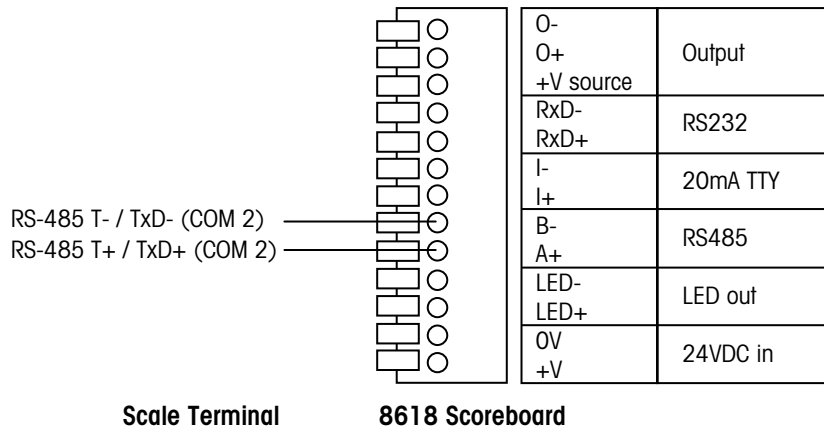 O-
O+
Output
+V source
RxD-
RS232
RxD+
I-
20mA TTY
I+
RS-485 T- / TxD- (COM 2)
B-
RS485
RS-485 T+ / TxD+ (COM 2)
A+
LED-
LED out
LED+
0V
24VDC in
+V
Scale Terminal
8618 Scoreboard